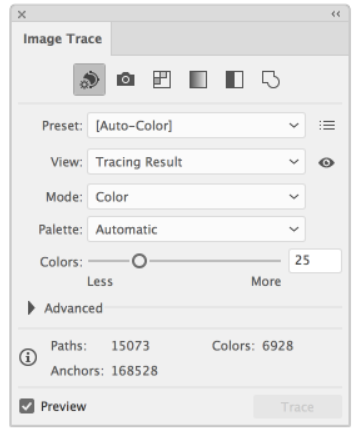 Image Trace
Preset: [Auto-Color]
View: Tracing Result
Mode: Color
Palette: Automatic
Colors: 25
Less More
Advanced
Paths: 15073 Colors: 6928
Anchors: 168528
Preview Trace